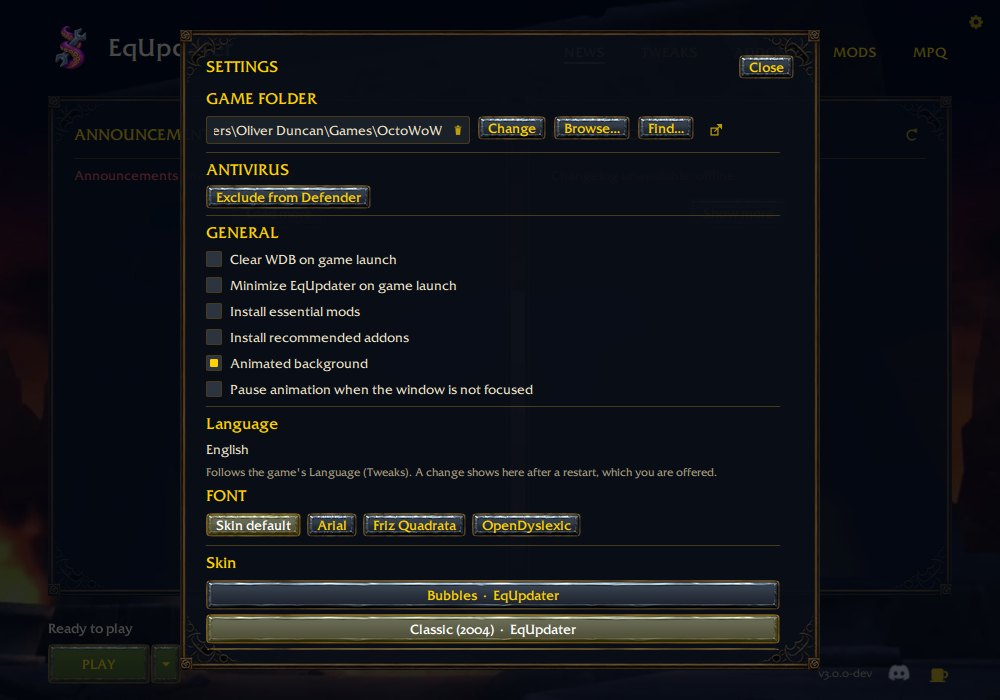 EqUpdater
NEWS
TWEAKS
MODS
MPQ
SETTINGS
Close
GAME FOLDER
ers\Oliver Duncan\Games\OctoWoW
Change
Browse...
Find...
ANNOUNCEM
Announcements
ANTIVIRUS
Exclude from Defender
GENERAL
Clear WDB on game launch
Minimize EqUpdater on game launch
Install essential mods
Install recommended addons
Animated background
Pause animation when the window is not focused
Language
English
Follows the game's Language (Tweaks). A change shows here after a restart, which you are offered.
FONT
Skin default
Arial
Friz Quadrata
OpenDyslexic
Skin
Bubbles · EqUpdater
Classic (2004) · EqUpdater
Ready to play
PLAY
v3.0.0-dev